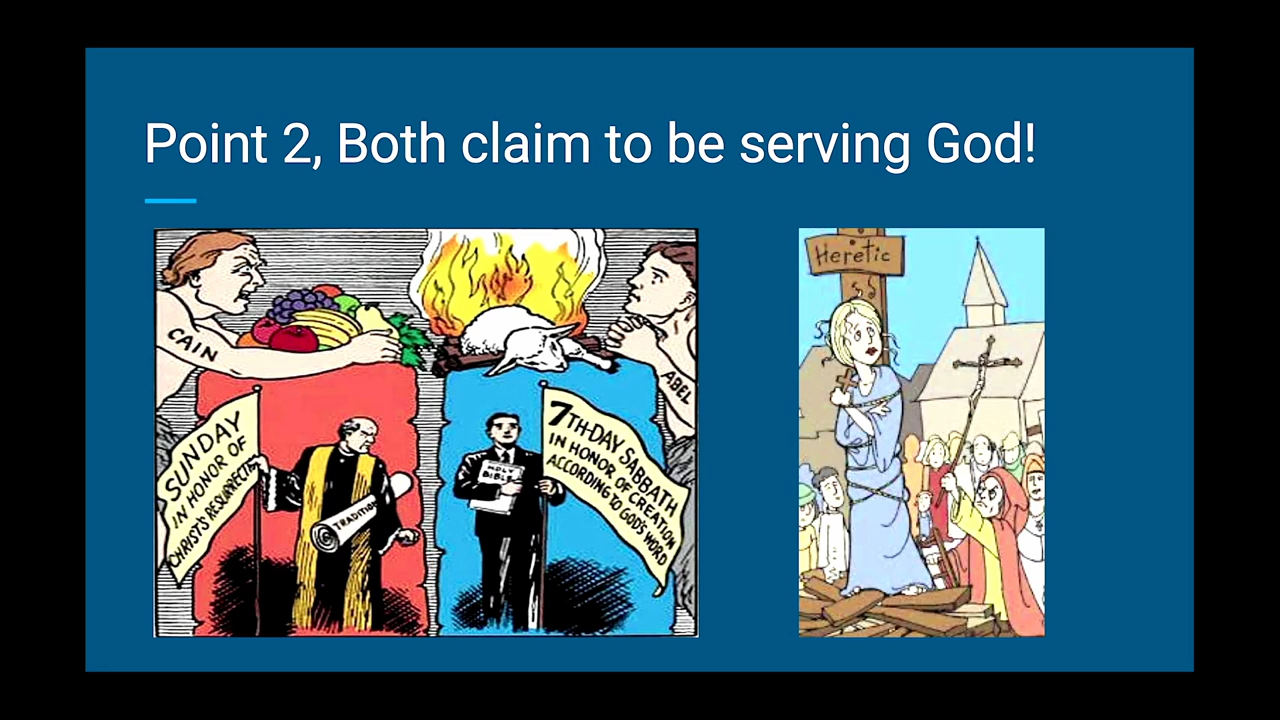 Point 2, Both claim to be serving God!
CAIN
ABEL
SUNDAY
IN HONOR OF
CHRIST'S RESURRECTION
TRADITION
HOLY
BIBLE
7TH-DAY SABBATH
IN HONOR OF CREATION
ACCORDING TO GOD'S WORD
Heretic